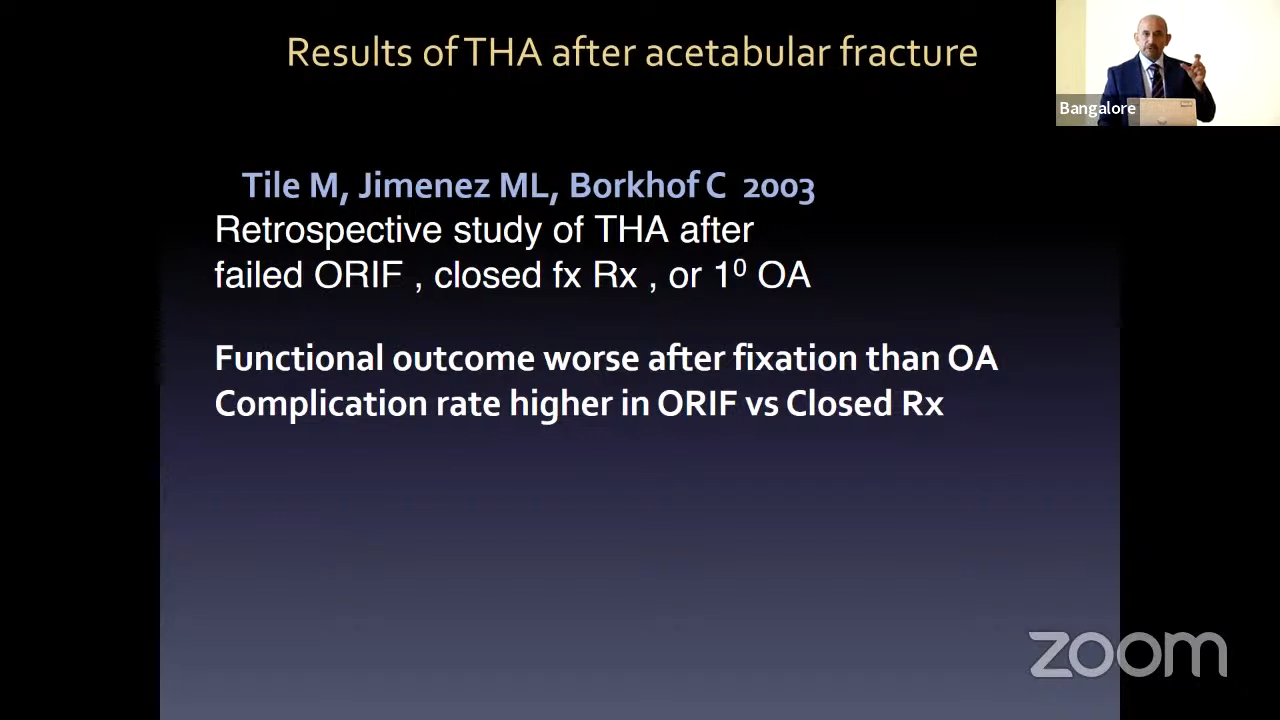 Results of THA after acetabular fracture
Bangalore
Tile M, Jimenez ML, Borkhof C 2003
Retrospective study of THA after
failed ORIF , closed fx Rx , or 1⁰ OA
Functional outcome worse after fixation than OA
Complication rate higher in ORIF vs Closed Rx
zoom